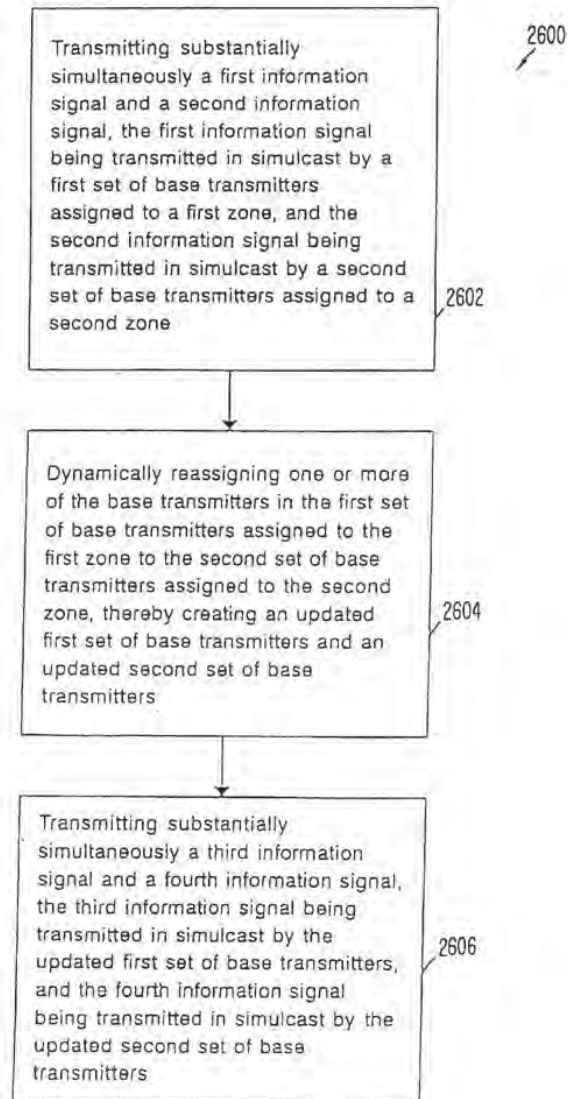 2600
Transmitting substantially
simultaneously a first information
signal and a second information
signal, the first information signal
being transmitted in simulcast by a
first set of base transmitters
assigned to a first zone, and the
second information signal being
transmitted in simulcast by a second
set of base transmitters assigned to a
second zone
2602
Dynamically reassigning one or more
of the base transmitters in the first set
of base transmitters assigned to the
first zone to the second set of base
transmitters assigned to the second
zone, thereby creating an updated
first set of base transmitters and an
updated second set of base
transmitters
2604
Transmitting substantially
simultaneously a third information
signal and a fourth information signal,
the third information signal being
transmitted in simulcast by the
updated first set of base transmitters,
and the fourth information signal
being transmitted in simulcast by the
updated second set of base
transmitters
2606